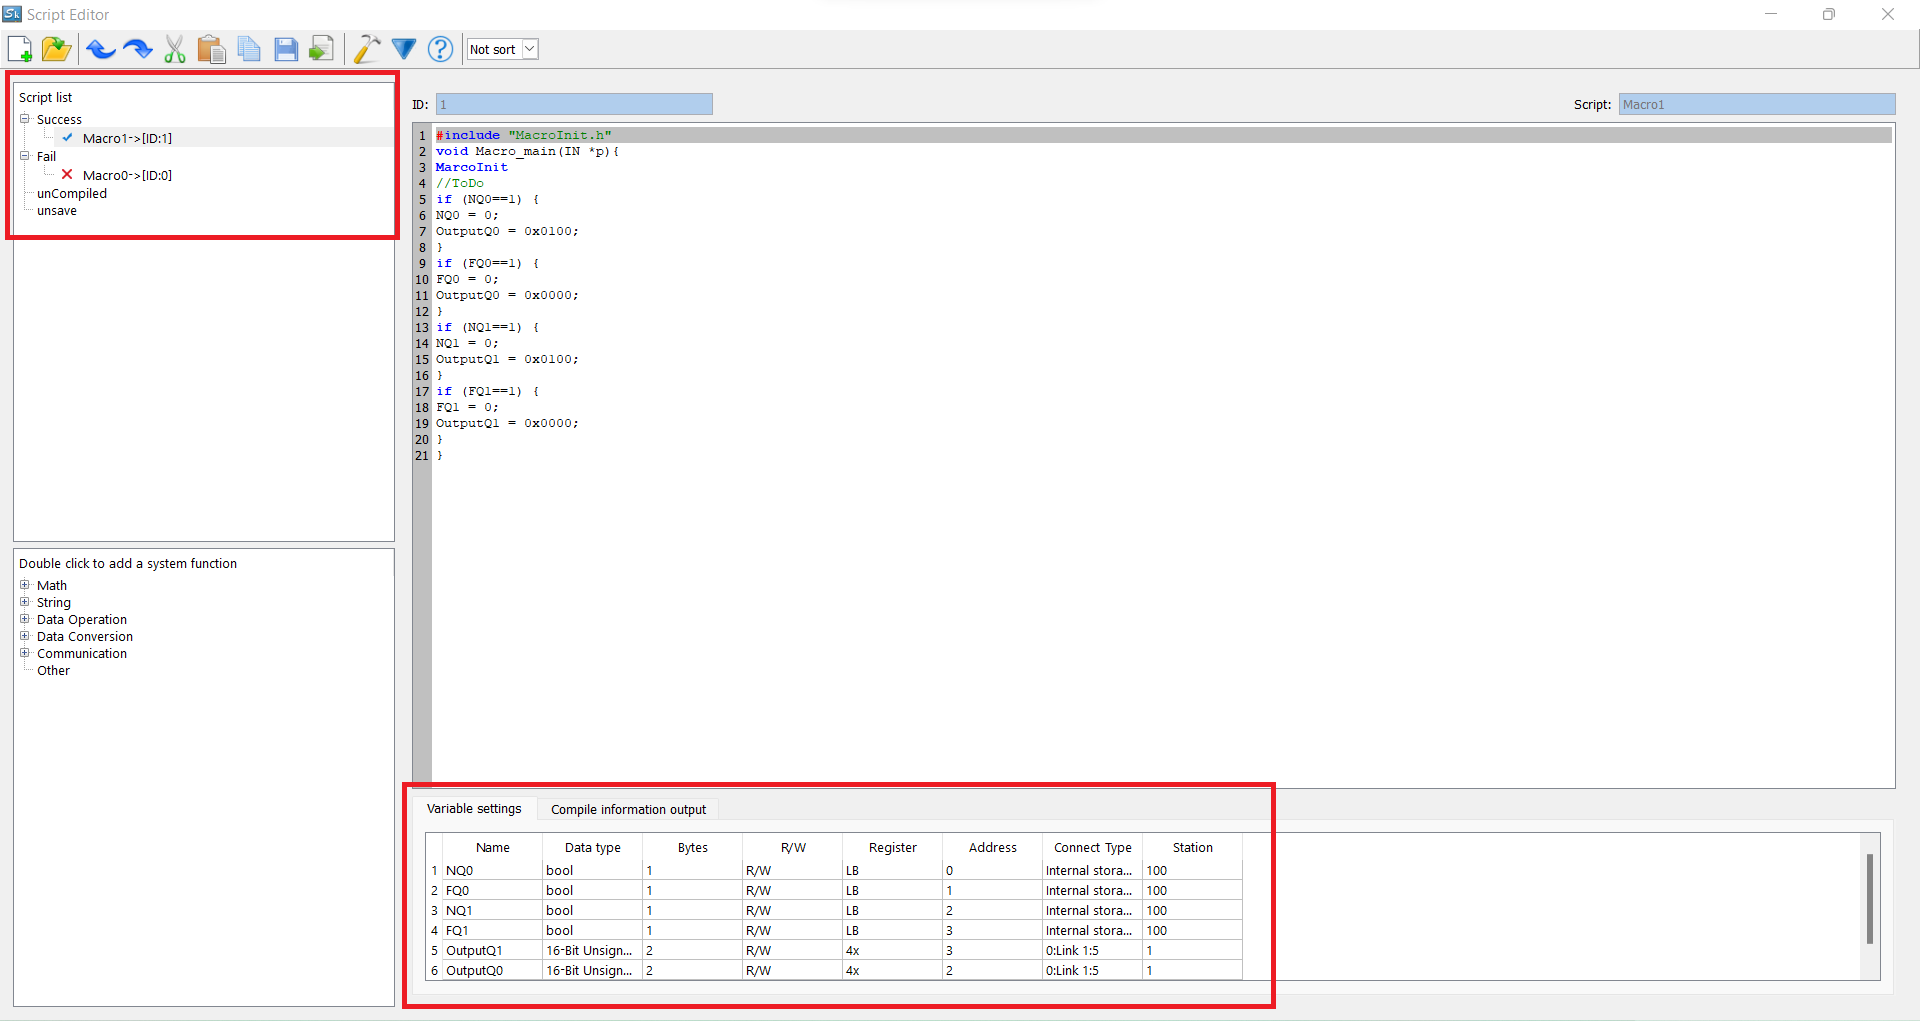 Sk Script Editor
Not sort
Script list
Success
Macro1->[ID:1]
Fail
Macro0->[ID:0]
unCompiled
unsave
Double click to add a system function
Math
String
Data Operation
Data Conversion
Communication
Other
ID: 1 Script: Macro1
1 #include "MacroInit.h"
2 void Macro_main(IN *p){
3 MarcoInit
4 //ToDo
5 if (NQ0==1) {
6 NQ0 = 0;
7 OutputQ0 = 0x0100;
8 }
9 if (FQ0==1) {
10 FQ0 = 0;
11 OutputQ0 = 0x0000;
12 }
13 if (NQ1==1) {
14 NQ1 = 0;
15 OutputQ1 = 0x0100;
16 }
17 if (FQ1==1) {
18 FQ1 = 0;
19 OutputQ1 = 0x0000;
20 }
21 }
Variable settings Compile information output
Name Data type Bytes R/W Register Address Connect Type Station
1 NQ0 bool 1 R/W LB 0 Internal stora... 100
2 FQ0 bool 1 R/W LB 1 Internal stora... 100
3 NQ1 bool 1 R/W LB 2 Internal stora... 100
4 FQ1 bool 1 R/W LB 3 Internal stora... 100
5 OutputQ1 16-Bit Unsign... 2 R/W 4x 3 0:Link 1:5 1
6 OutputQ0 16-Bit Unsign... 2 R/W 4x 2 0:Link 1:5 1